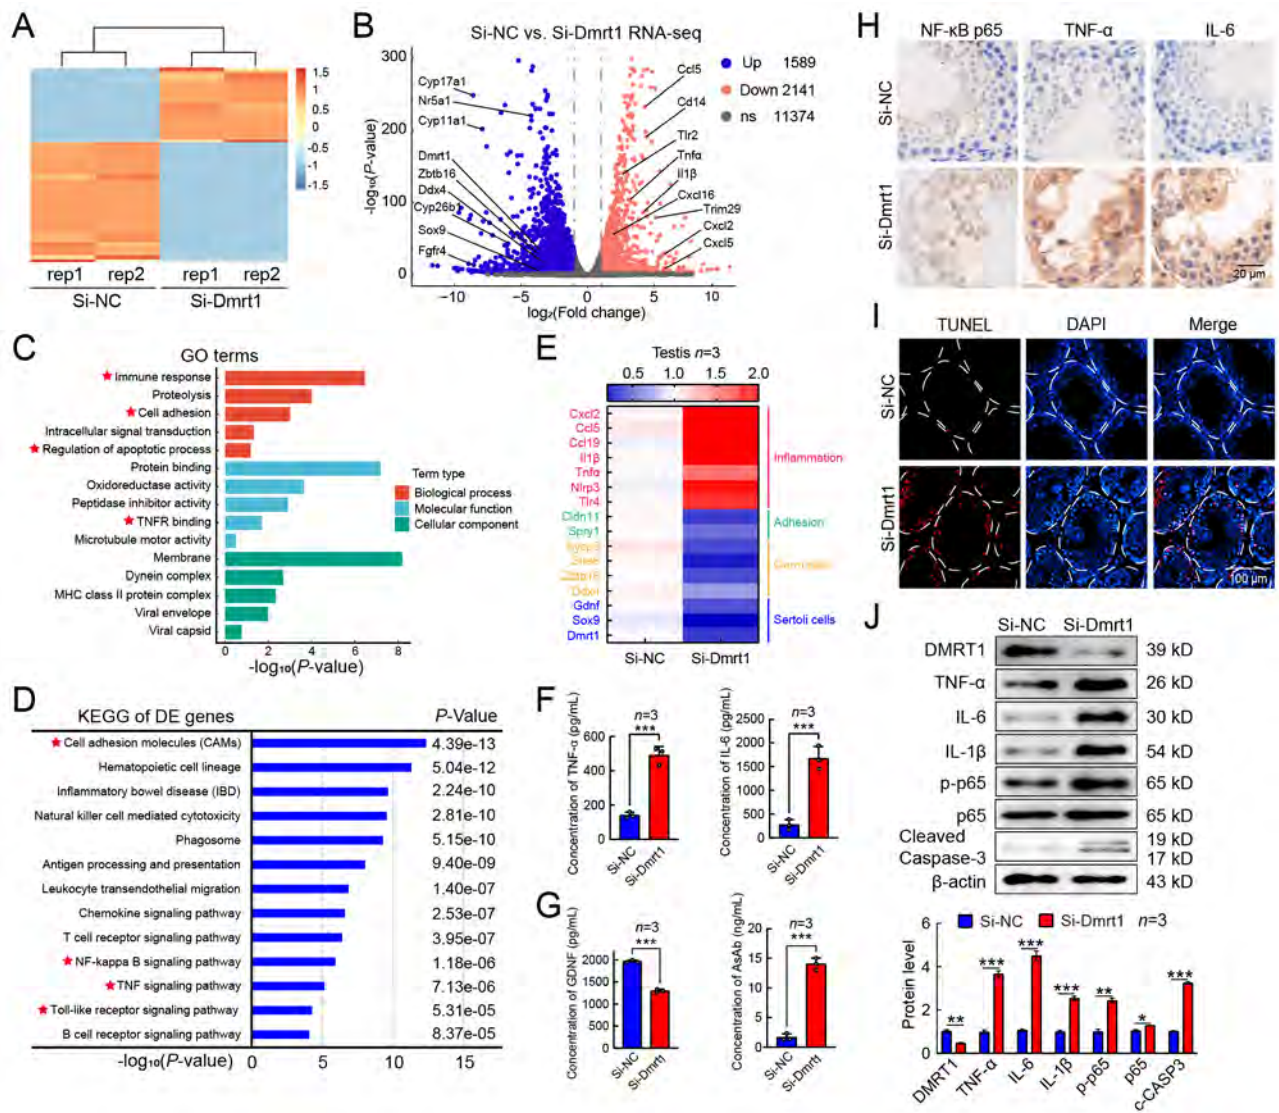 A
1.5
1
0.5
0
-0.5
-1
-1.5
rep1 rep2 rep1 rep2
Si-NC Si-Dmrt1
B
Si-NC vs. Si-Dmrt1 RNA-seq
-log₁₀(P-value)
300
200
100
0
Cyp17a1
Nr5a1
Cyp11a1
Dmrt1
Zbtb16
Ddx4
Cyp26b1
Sox9
Fgfr4
Ccl5
Cd14
Tlr2
Tnfα
Il1β
Cxcl16
Trim29
Cxcl2
Cxcl5
Up 1589
Down 2141
ns 11374
−10 −5 0 5 10
log₂(Fold change)
C
GO terms
Immune response
Proteolysis
Cell adhesion
Intracellular signal transduction
Regulation of apoptotic process
Protein binding
Oxidoreductase activity
Peptidase inhibitor activity
TNFR binding
Microtubule motor activity
Membrane
Dynein complex
MHC class II protein complex
Viral envelope
Viral capsid
0 2 4 6 8
-log₁₀(P-value)
Term type
Biological process
Molecular function
Cellular component
D
KEGG of DE genes P-Value
Cell adhesion molecules (CAMs) 4.39e-13
Hematopoietic cell lineage 5.04e-12
Inflammatory bowel disease (IBD) 2.24e-10
Natural killer cell mediated cytotoxicity 2.81e-10
Phagosome 5.15e-10
Antigen processing and presentation 9.40e-09
Leukocyte transendothelial migration 1.40e-07
Chemokine signaling pathway 2.53e-07
T cell receptor signaling pathway 3.95e-07
NF-kappa B signaling pathway 1.18e-06
TNF signaling pathway 7.13e-06
Toll-like receptor signaling pathway 5.31e-05
B cell receptor signaling pathway 8.37e-05
-log₁₀(P-value) 0 5 10 15
E
Testis n=3
0.5 1.0 1.5 2.0
Cxcl2
Ccl5
Ccl19
Il1β
Tnfα
Nlrp3
Tlr4
Cldn11
Spry1
Zbtb16
Ddx4
Gdnf
Sox9
Dmrt1
Inflammation
Adhesion
Sertoli cells
Si-NC Si-Dmrt1
F
Concentration of TNF-α (pg/mL)
n=3
***
600
400
200
0
Si-NC
Si-Dmrt1
Concentration of IL-6 (pg/mL)
n=3
***
2500
2000
1500
1000
500
0
Si-NC
Si-Dmrt1
G
Concentration of GDNF (pg/mL)
n=3
***
2000
1500
1000
500
0
Si-NC
Si-Dmrt1
Concentration of AsAb (ng/mL)
n=3
***
20
15
10
5
0
Si-NC
Si-Dmrt1
H
NF-κB p65 TNF-α IL-6
Si-NC
Si-Dmrt1
20 μm
I
TUNEL DAPI Merge
Si-NC
Si-Dmrt1
100 μm
J
Si-NC Si-Dmrt1
DMRT1 39 kD
TNF-α 26 kD
IL-6 30 kD
IL-1β 54 kD
p-p65 65 kD
p65 65 kD
Cleaved Caspase-3 19 kD
17 kD
β-actin 43 kD
Si-NC Si-Dmrt1 n=3
Protein level
6
4
2
0
** *** *** *** ** * ***
DMRT1 TNF-α IL-6 IL-1β p-p65 p65 c-CASP3